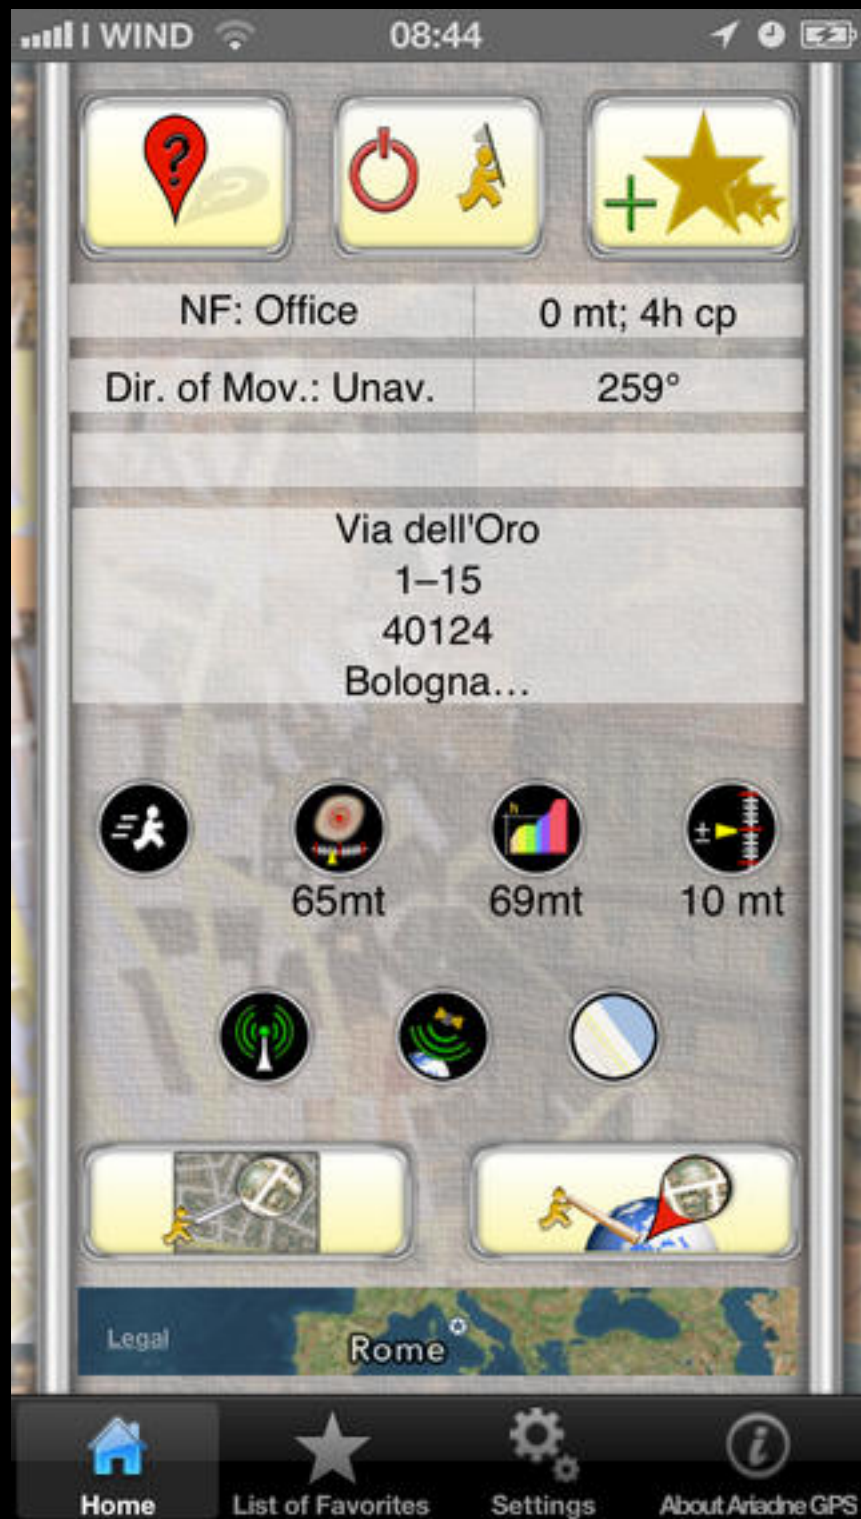 I WIND 08:44
?
NF: Office 0 mt; 4h cp
Dir. of Mov.: Unav. 259°
Via dell'Oro
1–15
40124
Bologna...
h
±
65mt 69mt 10 mt
Legal
Rome
Home List of Favorites Settings About Ariadne GPS